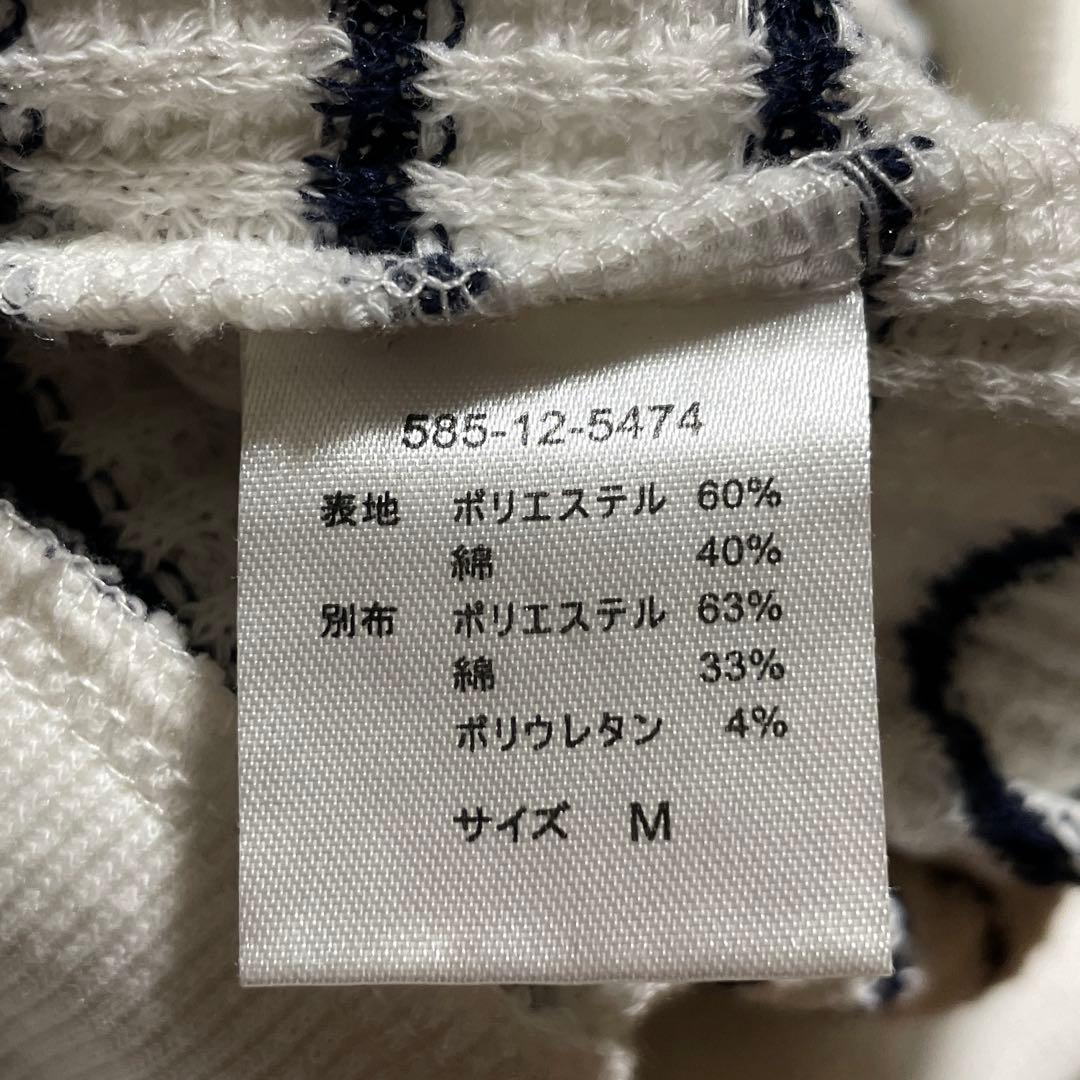 585-12-5474
表地 ポリエステル 60%
綿 40%
別布 ポリエステル 63%
綿 33%
ポリウレタン 4%
サイズ M